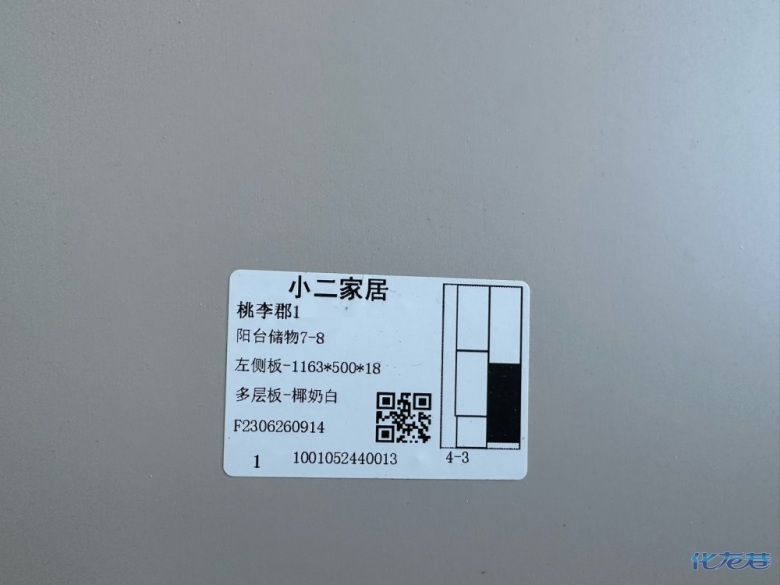 小二家居
桃李郡1
阳台储物7-8
左侧板-1163*500*18
多层板-椰奶白
F2306260914
1 1001052440013 4-3
化龙巷